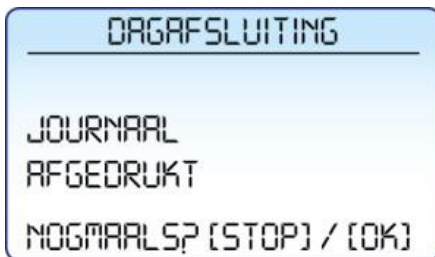 DAGAFSLUITING
JOURNAAL
AFGEDRUKT
NOGMAALS? [STOP] / [OK]